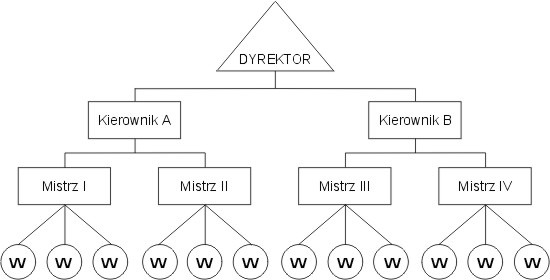 DYREKTOR
Kierownik A
Kierownik B
Mistrz I
Mistrz II
Mistrz III
Mistrz IV
W W W W W W W W W W W W